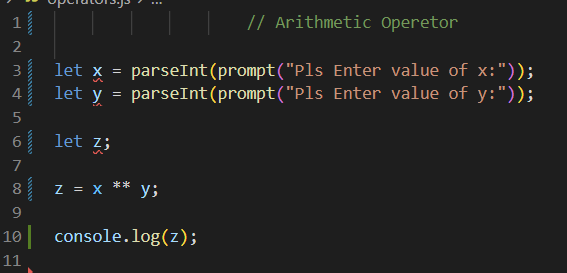 operators.js > ...
1 // Arithmetic Operetor
2
3 let x = parseInt(prompt("Pls Enter value of x:"));
4 let y = parseInt(prompt("Pls Enter value of y:"));
5
6 let z;
7
8 z = x ** y;
9
10 console.log(z);
11